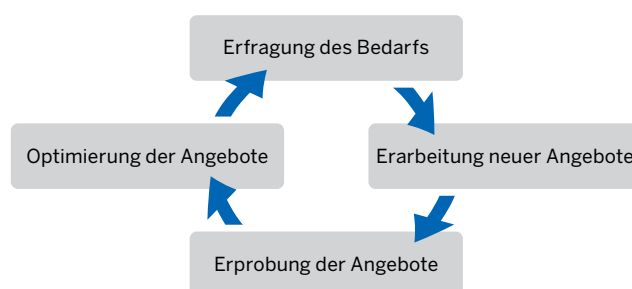 Erfragung des Bedarfs
Optimierung der Angebote
Erarbeitung neuer Angebote
Erprobung der Angebote